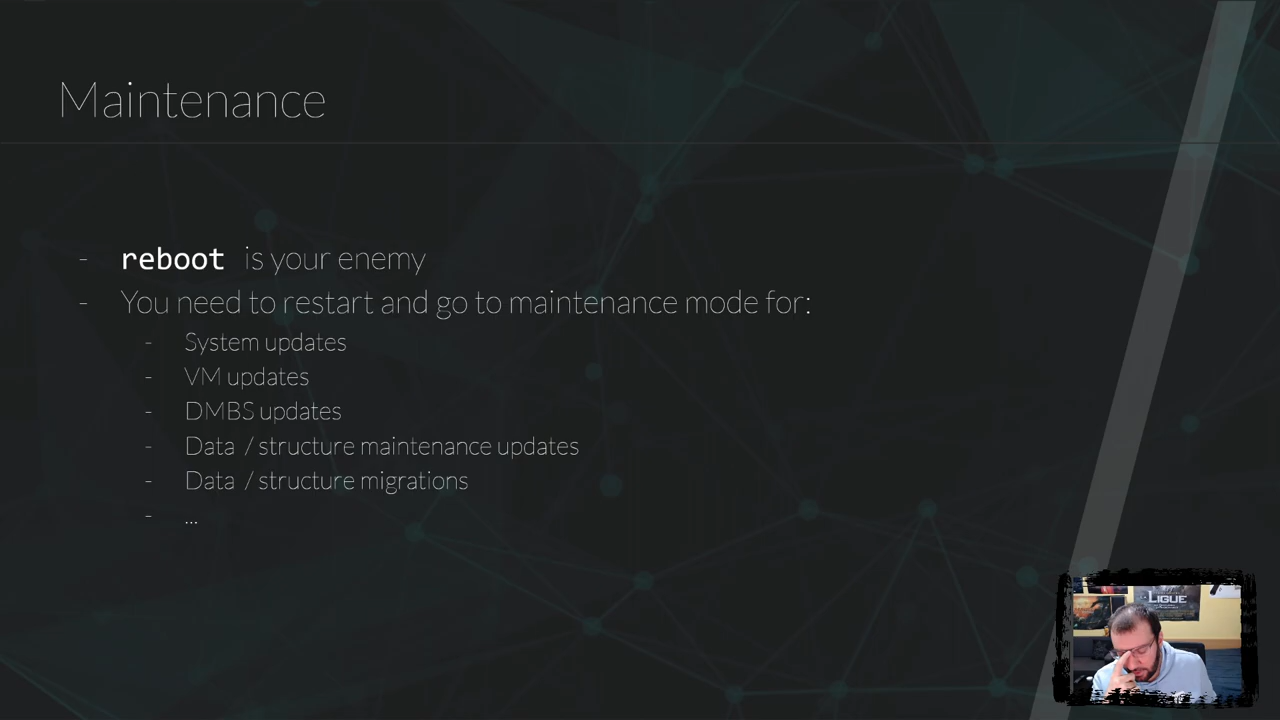 Maintenance
- reboot is your enemy
- You need to restart and go to maintenance mode for:
- System updates
- VM updates
- DMBS updates
- Data / structure maintenance updates
- Data / structure migrations
- ...
LIGUE